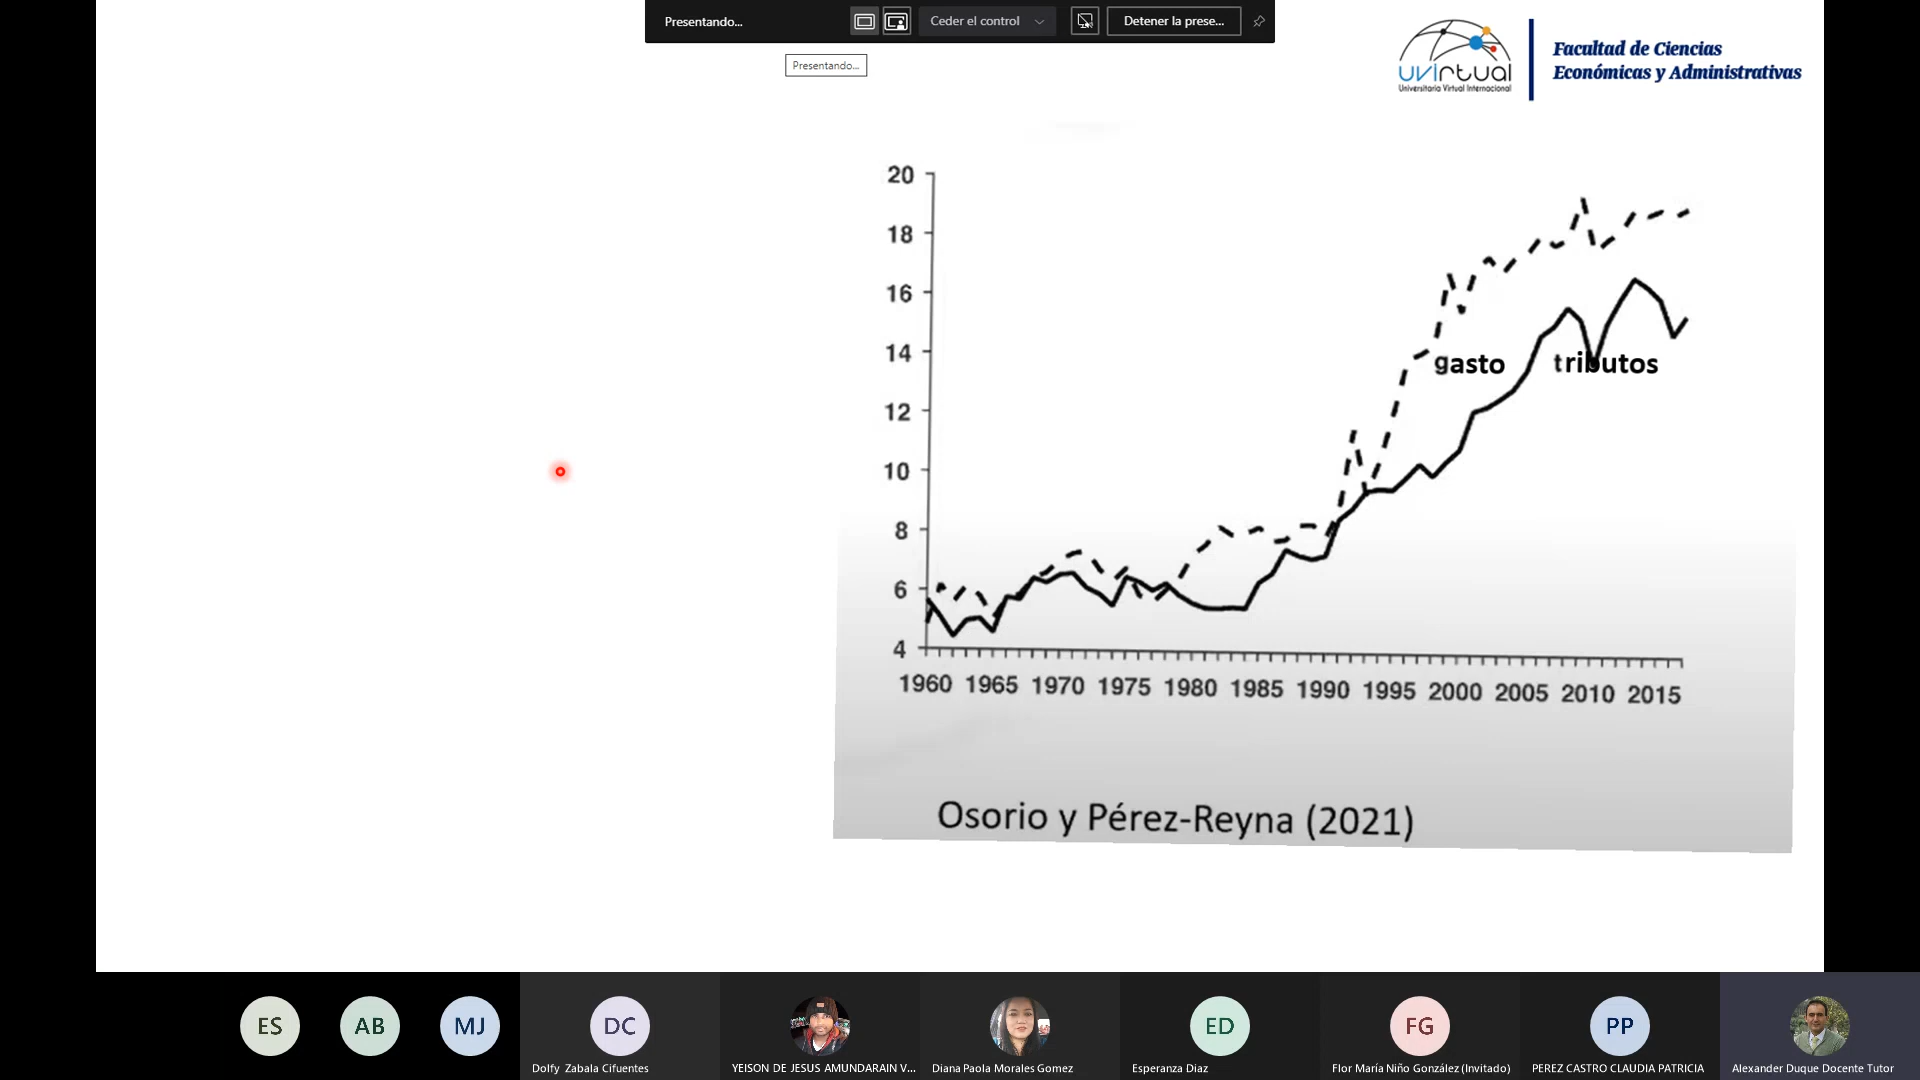 Presentando...
Ceder el control
Detener la prese...
Presentando...
uvirtual
Universitaria Virtual Internacional
Facultad de Ciencias
Económicas y Administrativas
20
18
16
14
12
10
8
6
4
gasto
tributos
1960 1965 1970 1975 1980 1985 1990 1995 2000 2005 2010 2015
Osorio y Pérez-Reyna (2021)
ES
AB
MJ
DC
ED
FG
PP
Dolfy Zabala Cifuentes
YEISON DE JESUS AMUNDARAIN V...
Diana Paola Morales Gomez
Esperanza Diaz
Flor María Niño González (Invitado)
PEREZ CASTRO CLAUDIA PATRICIA
Alexander Duque Docente Tutor